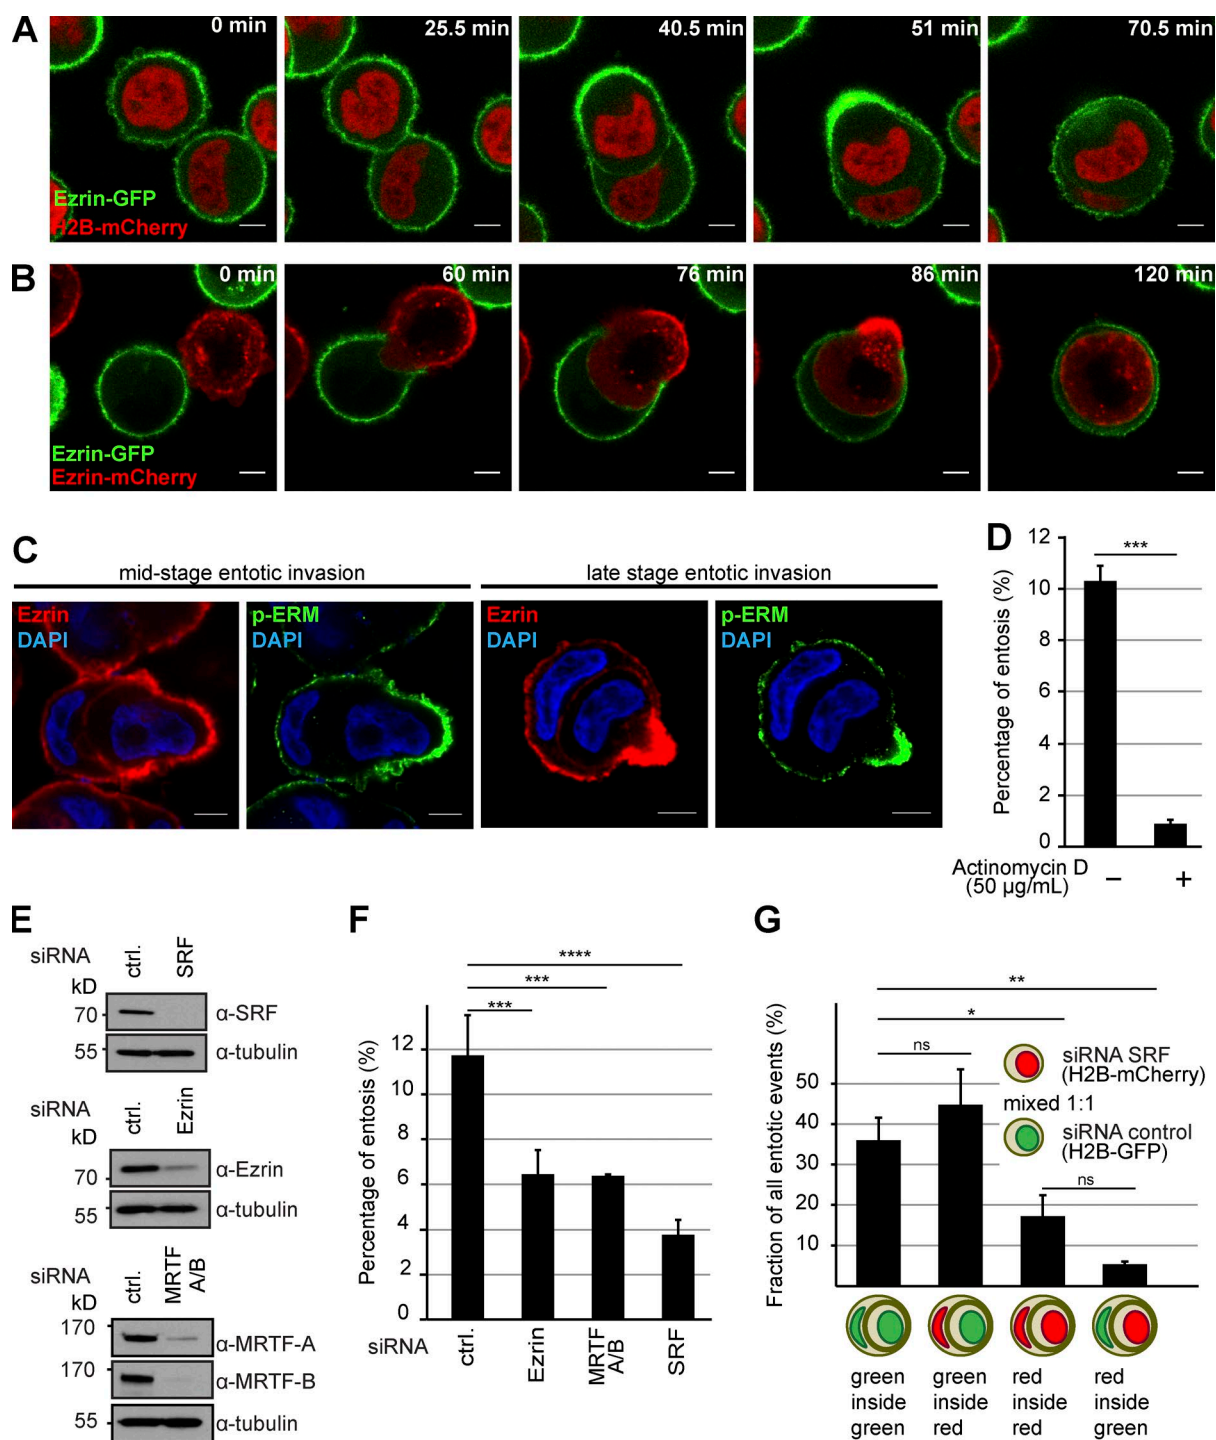 A
0 min
25.5 min
40.5 min
51 min
70.5 min
Ezrin-GFP
H2B-mCherry
B
0 min
60 min
76 min
86 min
120 min
Ezrin-GFP
Ezrin-mCherry
C
mid-stage entotic invasion
late stage entotic invasion
Ezrin
DAPI
p-ERM
DAPI
Ezrin
DAPI
p-ERM
DAPI
D
Percentage of entosis (%)
12
10
8
6
4
2
0
***
Actinomycin D
(50 µg/mL)
−
+
E
siRNA
ctrl.
SRF
kD
70
α-SRF
55
α-tubulin
siRNA
ctrl.
Ezrin
kD
70
α-Ezrin
55
α-tubulin
siRNA
ctrl.
MRTF
A/B
kD
170
α-MRTF-A
170
α-MRTF-B
55
α-tubulin
F
****
***
***
Percentage of entosis (%)
12
10
8
6
4
2
0
siRNA
ctrl.
Ezrin
MRTF
A/B
SRF
G
**
*
ns
ns
Fraction of all entotic events (%)
50
40
30
20
10
siRNA SRF
(H2B-mCherry)
mixed 1:1
siRNA control
(H2B-GFP)
green
inside
green
green
inside
red
red
inside
red
red
inside
green